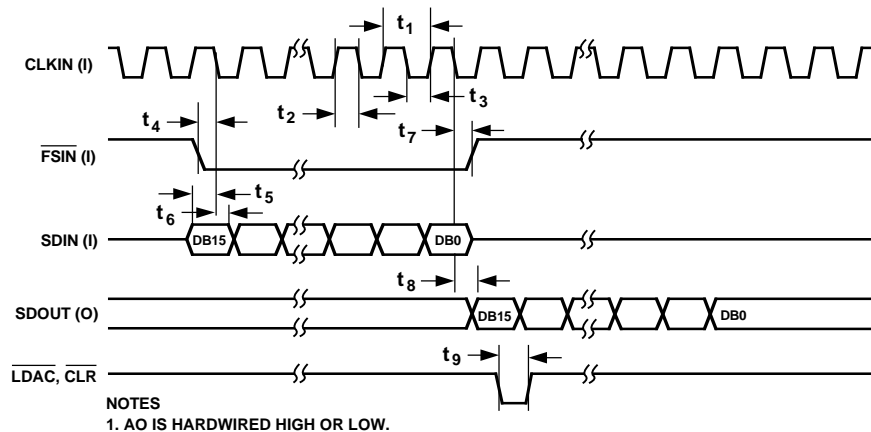 t1
CLKIN (I)
t2
t3
t4
t7
FSIN (I)
t5
t6
SDIN (I)
DB15
DB0
t8
SDOUT (O)
DB15
DB0
t9
LDAC, CLR
NOTES
1. AO IS HARDWIRED HIGH OR LOW.